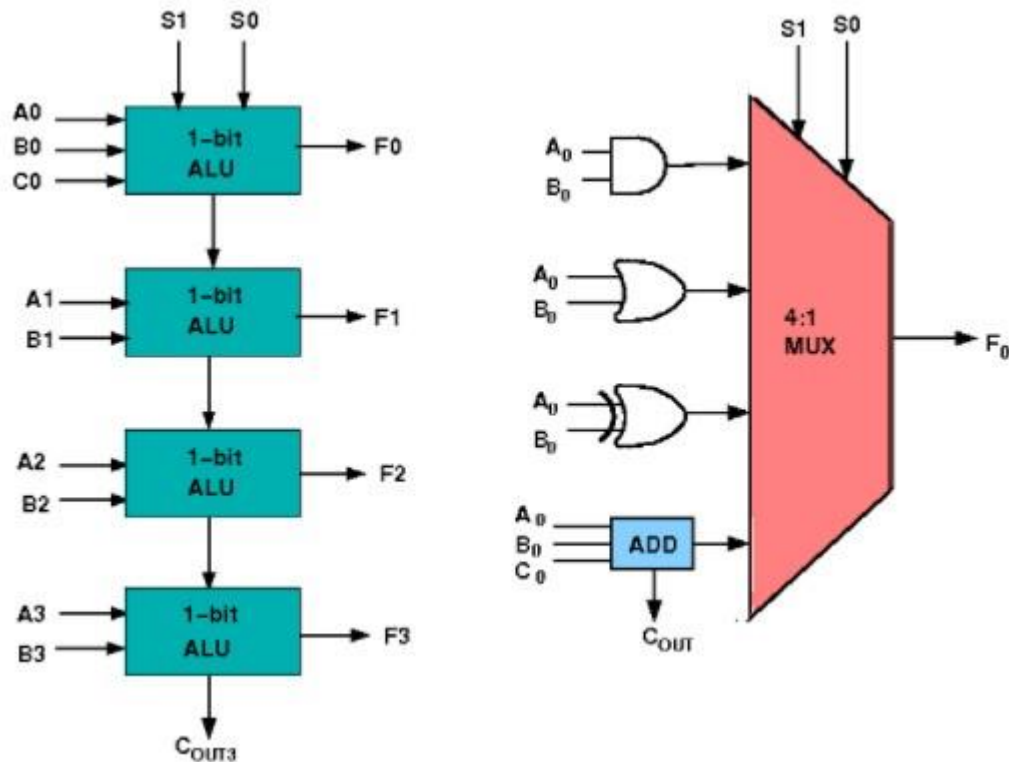 S1 S0
A0
B0
C0
1-bit
ALU
F0
A1
B1
1-bit
ALU
F1
A2
B2
1-bit
ALU
F2
A3
B3
1-bit
ALU
F3
COUT3
S1 S0
A0
B0
A0
B0
4:1
MUX
F0
A0
B0
A0
B0
C0
ADD
COUT